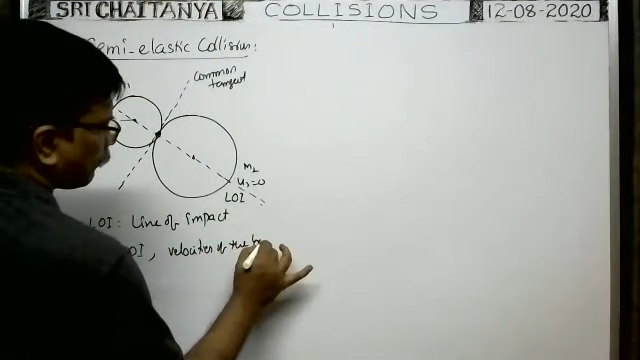 SRI CHAITANYA
COLLISIONS
12-08-2020
Semi-elastic Collision:
Common
tangent
m₂
u₂=0
LOI
LOI: Line of impact
OI, velocities of the